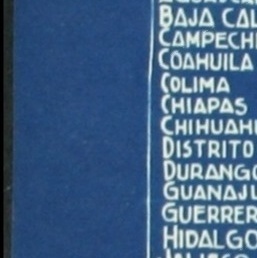 BAJA CAL
CAMPECH
COAHUILA
COLIMA
CHIAPAS
CHIHUAH
DISTRITO
DURANG
GUANAJU
GUERRER
HIDALGO